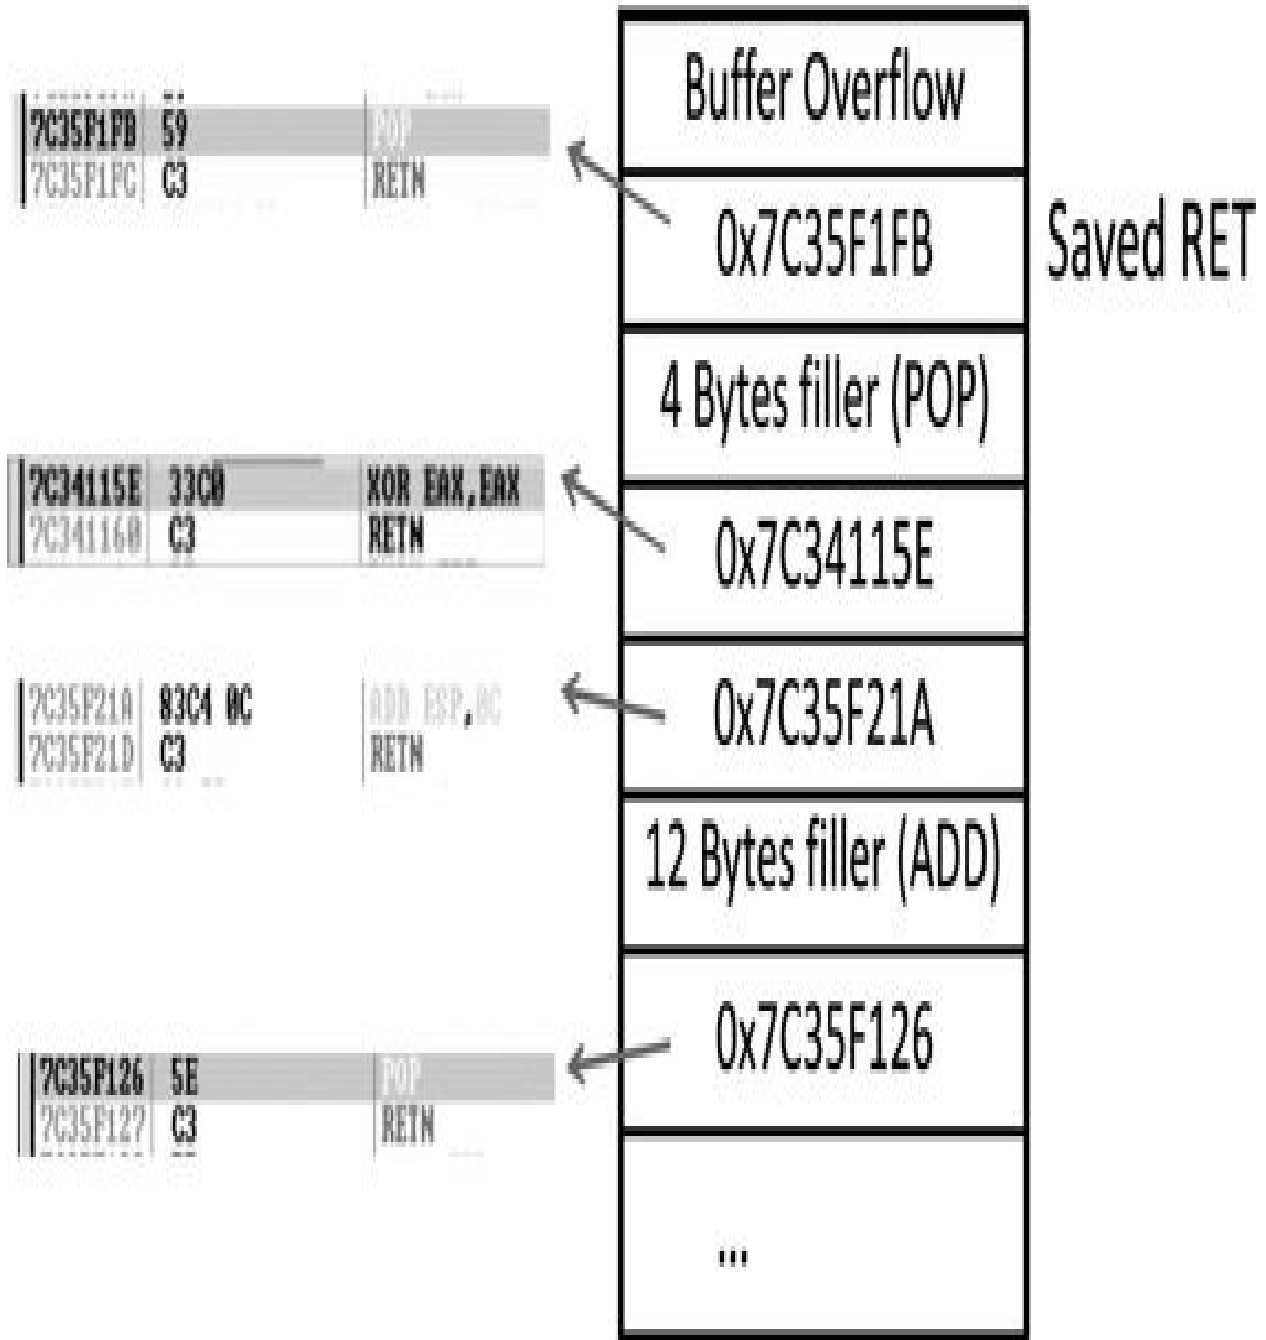 Buffer Overflow
7C35F1FB 59 POP
7C35F1FC C3 RETN
0x7C35F1FB
Saved RET
4 Bytes filler (POP)
7C34115E 33C0 XOR EAX,EAX
7C341160 C3 RETN
0x7C34115E
7C35F21A 83C4 0C ADD ESP,0C
7C35F21D C3 RETN
0x7C35F21A
12 Bytes filler (ADD)
0x7C35F126
7C35F126 5E POP
7C35F127 C3 RETN
...